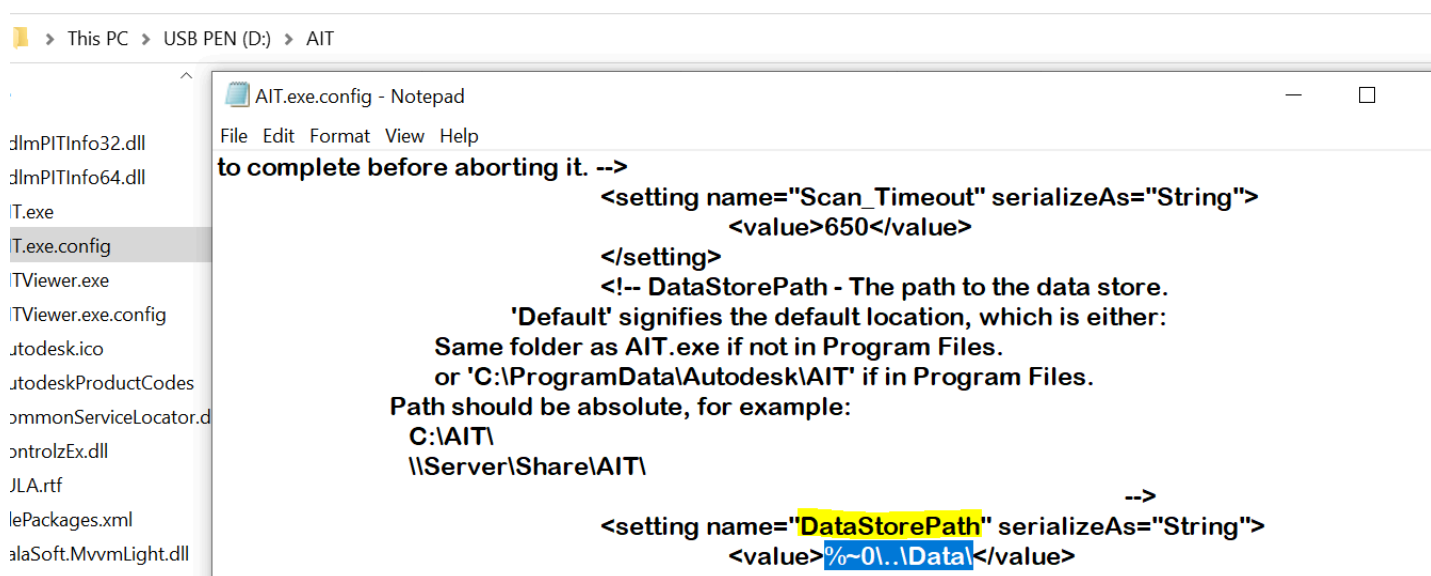 This PC > USB PEN (D:) > AIT
AIT.exe.config - Notepad
File Edit Format View Help
dlmPITInfo32.dll
dlmPITInfo64.dll
IT.exe
IT.exe.config
ITViewer.exe
ITViewer.exe.config
utodesk.ico
utodeskProductCodes
ommonServiceLocator.d
ontrolzEx.dll
ULA.rtf
lePackages.xml
alaSoft.MvvmLight.dll
to complete before aborting it. -->
<setting name="Scan_Timeout" serializeAs="String">
<value>650</value>
</setting>
<!-- DataStorePath - The path to the data store.
'Default' signifies the default location, which is either:
Same folder as AIT.exe if not in Program Files.
or 'C:\ProgramData\Autodesk\AIT' if in Program Files.
Path should be absolute, for example:
C:\AIT\
\\Server\Share\AIT\
-->
<setting name="DataStorePath" serializeAs="String">
<value>%~0\..\Data\</value>